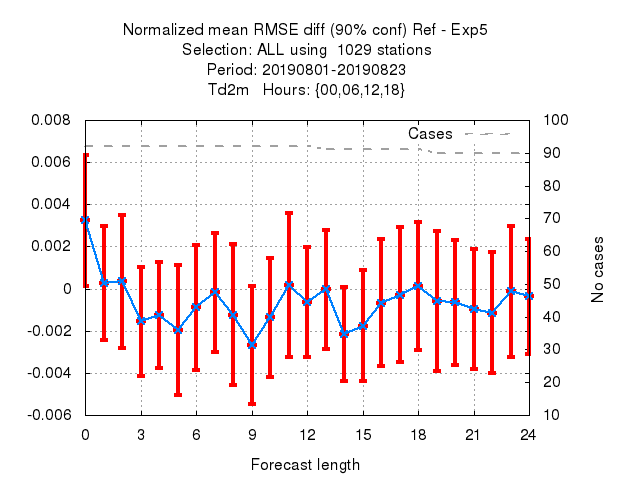 Normalized mean RMSE diff (90% conf) Ref - Exp5
Selection: ALL using  1029 stations
Period: 20190801-20190823
Td2m   Hours: {00,06,12,18}
Cases
0.008
0.006
0.004
0.002
0
-0.002
-0.004
-0.006
100
90
80
70
60
50
40
30
20
10
No cases
0 3 6 9 12 15 18 21 24
Forecast length